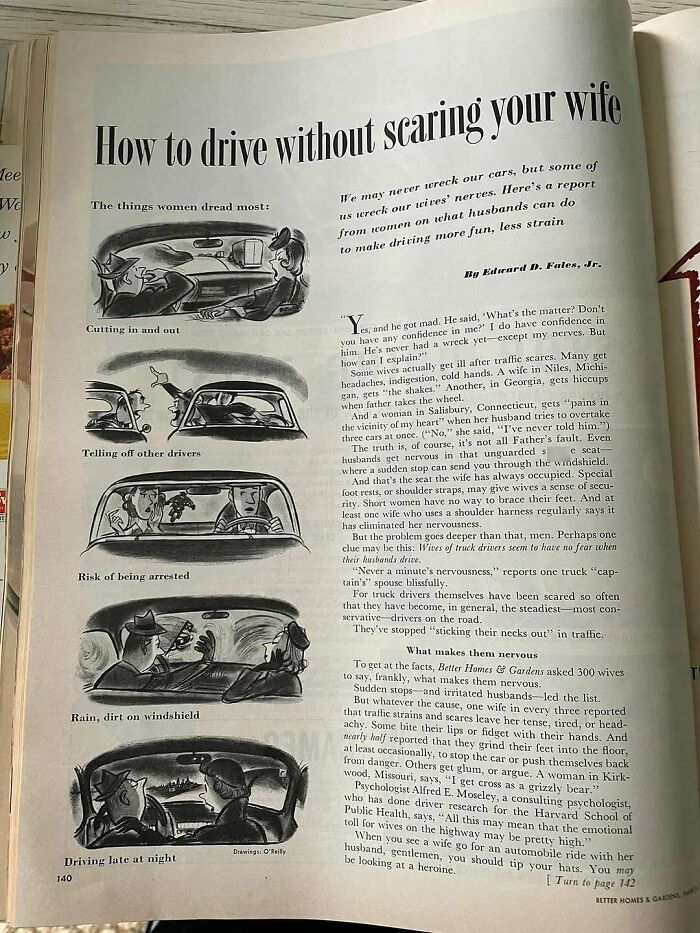 How to drive without scaring your wife
We may never wreck our cars, but some of
us wreck our wives' nerves. Here's a report
from women on what husbands can do
to make driving more fun, less strain
By Edward D. Fales, Jr.
The things women dread most:
Cutting in and out
Telling off other drivers
Risk of being arrested
Rain, dirt on windshield
Driving late at night
Drawings: O'Reilly
140
"Yes, and he got mad. He said, 'What's the matter? Don't
you have any confidence in me?' I do have confidence in
him. He's never had a wreck yet—except my nerves. But
how can I explain?"
Some wives actually get ill after traffic scares. Many get
headaches, indigestion, cold hands. A wife in Niles, Michi-
gan, gets "the shakes." Another, in Georgia, gets hiccups
when father takes the wheel.
And a woman in Salisbury, Connecticut, gets "pains in
the vicinity of my heart" when her husband tries to overtake
three cars at once. ("No," she said, "I've never told him.")
The truth is, of course, it's not all Father's fault. Even
husbands get nervous in that unguarded s e seat—
where a sudden stop can send you through the windshield.
And that's the seat the wife has always occupied. Special
foot rests, or shoulder straps, may give wives a sense of secu-
rity. Short women have no way to brace their feet. And at
least one wife who uses a shoulder harness regularly says it
has eliminated her nervousness.
But the problem goes deeper than that, men. Perhaps one
clue may be this: Wives of truck drivers seem to have no fear when
their husbands drive.
"Never a minute's nervousness," reports one truck "cap-
tain's" spouse blissfully.
For truck drivers themselves have been scared so often
that they have become, in general, the steadiest—most con-
servative—drivers on the road.
They've stopped "sticking their necks out" in traffic.
What makes them nervous
To get at the facts, Better Homes & Gardens asked 300 wives
to say, frankly, what makes them nervous.
Sudden stops—and irritated husbands—led the list.
But whatever the cause, one wife in every three reported
that traffic strains and scares leave her tense, tired, or head-
achy. Some bite their lips or fidget with their hands. And
nearly half reported that they grind their feet into the floor,
at least occasionally, to stop the car or push themselves back
from danger. Others get glum, or argue. A woman in Kirk-
wood, Missouri, says, "I get cross as a grizzly bear."
Psychologist Alfred E. Moseley, a consulting psychologist,
who has done driver research for the Harvard School of
Public Health, says, "All this may mean that the emotional
toll for wives on the highway may be pretty high."
When you see a wife go for an automobile ride with her
husband, gentlemen, you should tip your hats. You may
be looking at a heroine.
[ Turn to page 142
BETTER HOMES & GARDENS,